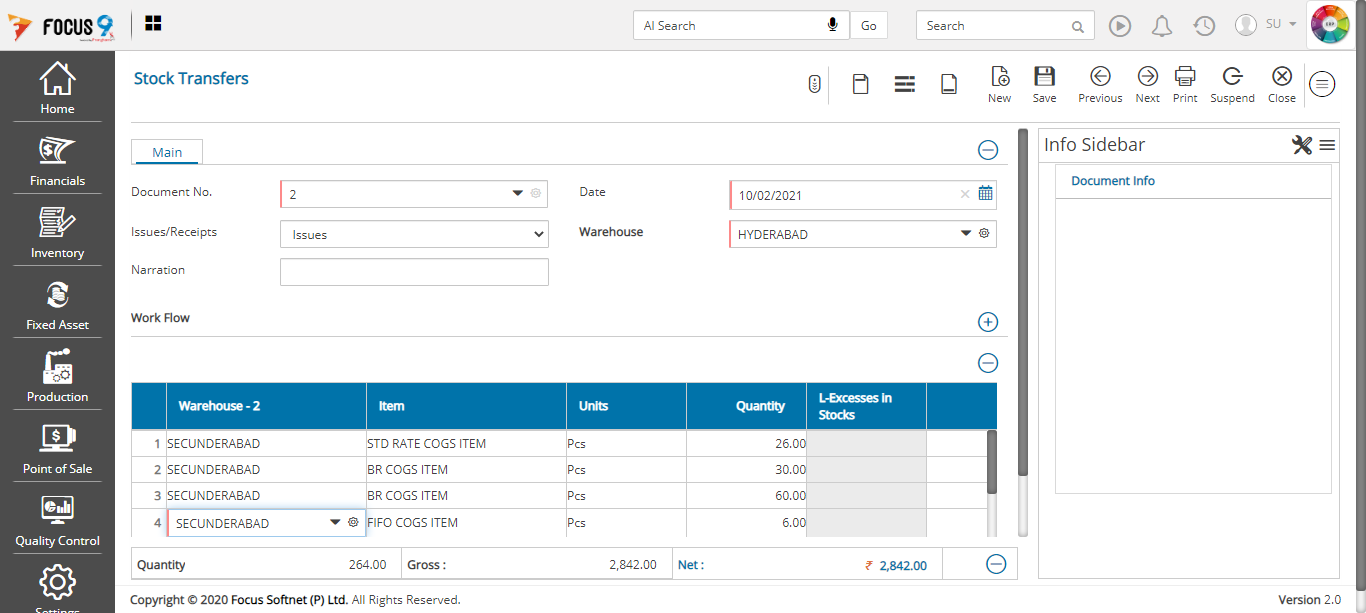 FOCUS 9
AI Search
Go
Search
SU
ERP
Home
Financials
Inventory
Fixed Asset
Production
Point of Sale
Quality Control
Settings
Stock Transfers
New
Save
Previous
Next
Print
Suspend
Close
Main
Document No.
2
Date
10/02/2021
Issues/Receipts
Issues
Warehouse
HYDERABAD
Narration
Work Flow
Info Sidebar
Document Info
Warehouse - 2 Item Units Quantity L-Excesses in
Stocks
1 SECUNDERABAD STD RATE COGS ITEM Pcs 26.00
2 SECUNDERABAD BR COGS ITEM Pcs 30.00
3 SECUNDERABAD BR COGS ITEM Pcs 60.00
4 SECUNDERABAD FIFO COGS ITEM Pcs 6.00
Quantity 264.00 Gross : 2,842.00 Net : ₹ 2,842.00
Copyright © 2020 Focus Softnet (P) Ltd. All Rights Reserved.
Version 2.0